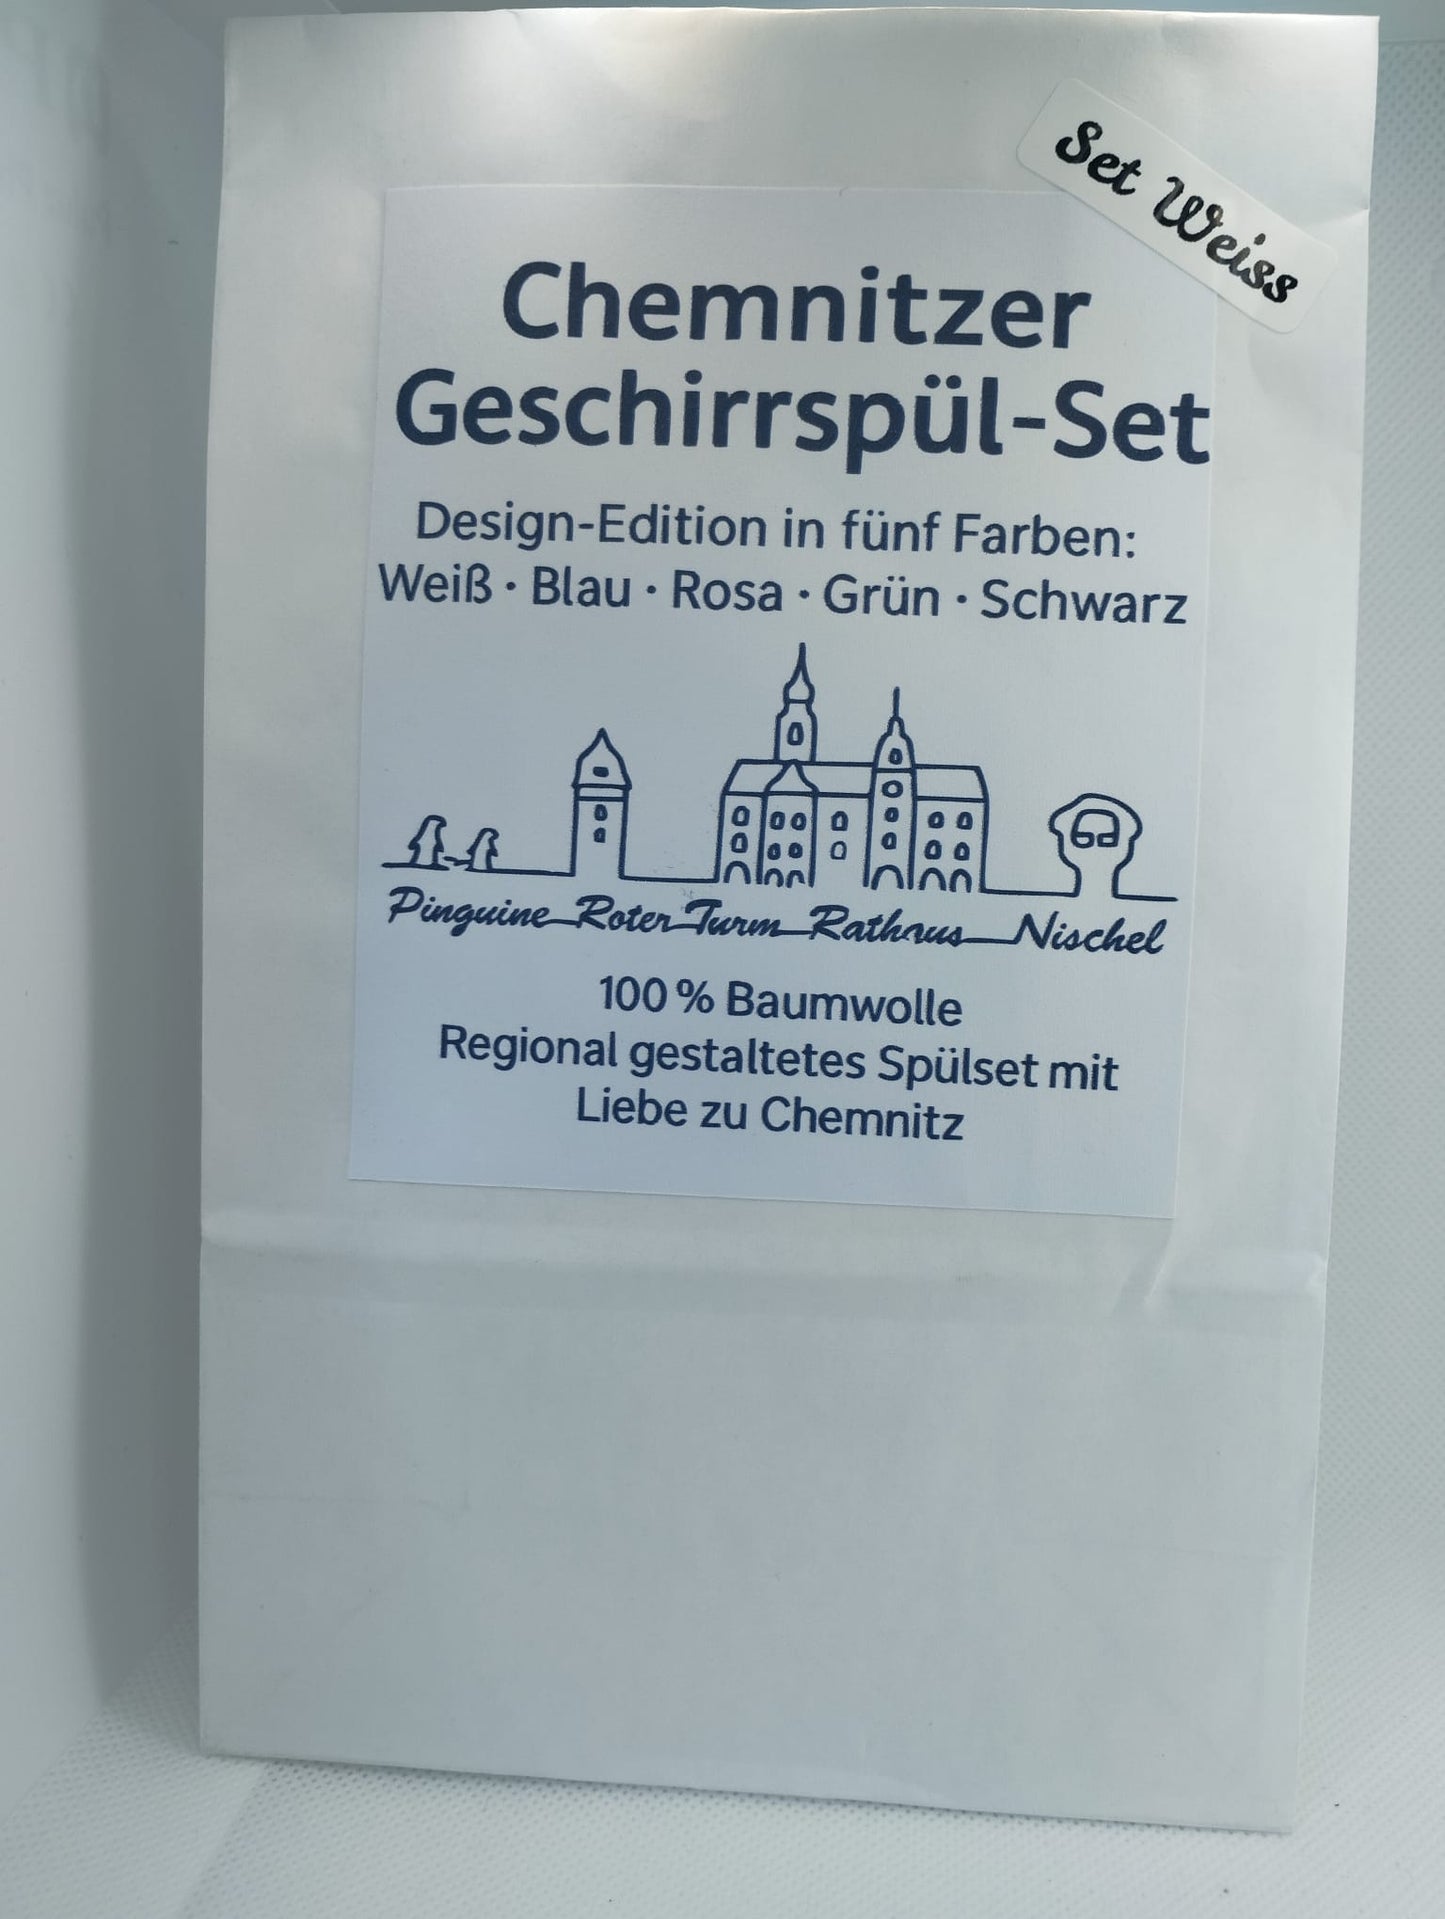 Set Weiss
Chemnitzer
Geschirrspül-Set
Design-Edition in fünf Farben:
Weiß · Blau · Rosa · Grün · Schwarz
Pinguine Roter Turm Rathaus Nischel
100 % Baumwolle
Regional gestaltetes Spülset mit
Liebe zu Chemnitz